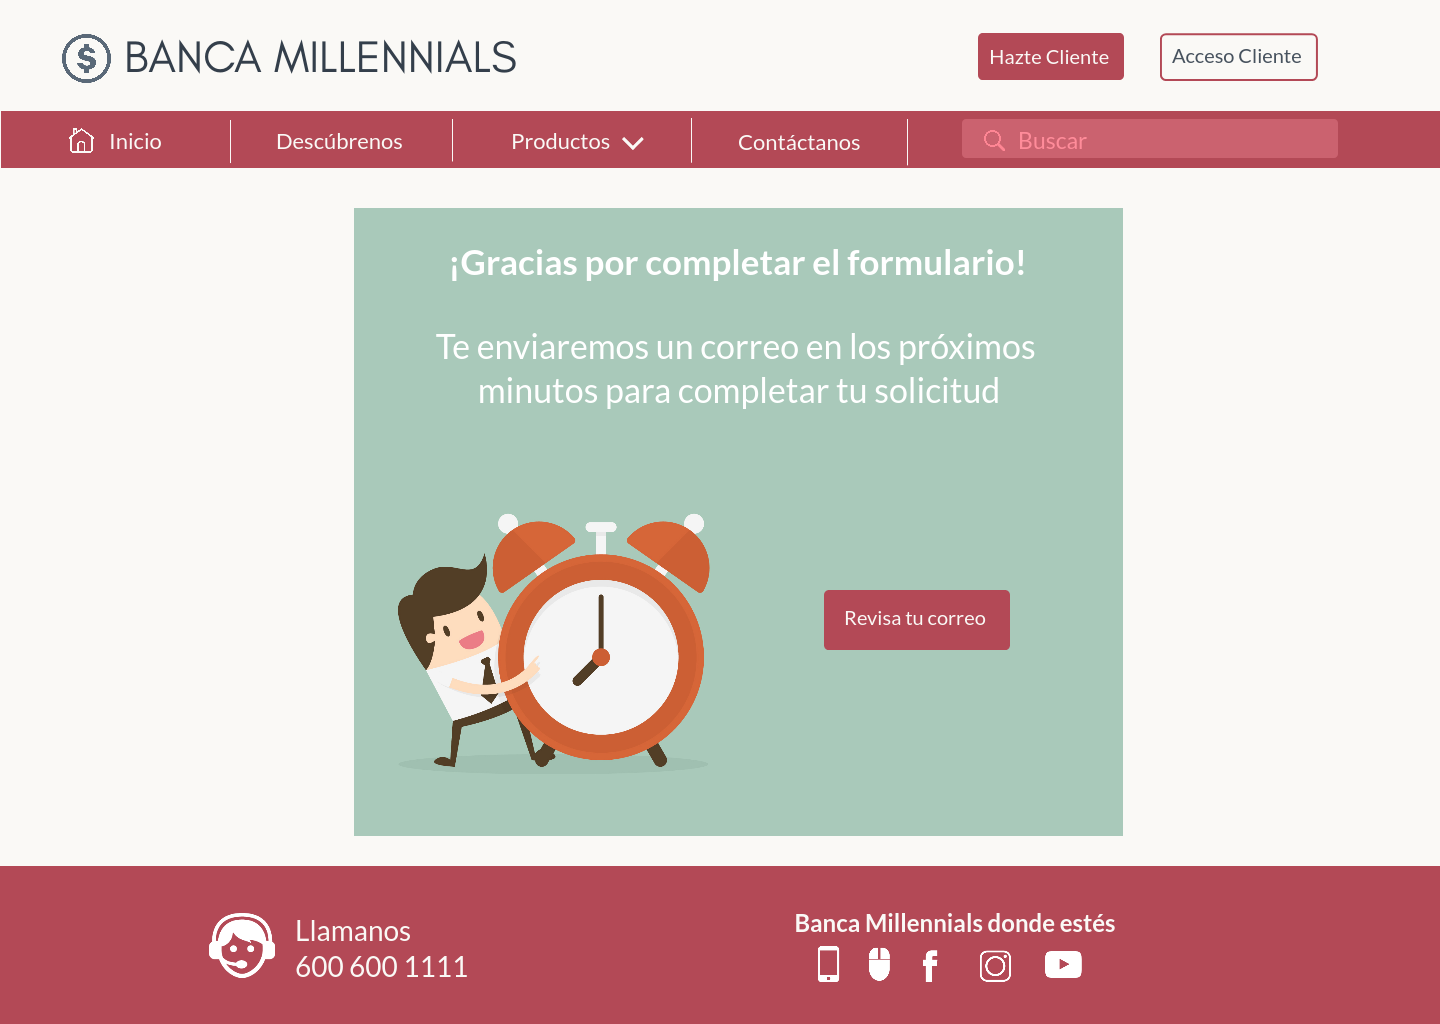 BANCA MILLENNIALS
Hazte Cliente
Acceso Cliente
Inicio
Descúbrenos
Productos
Contáctanos
Buscar
¡Gracias por completar el formulario!
Te enviaremos un correo en los próximos
minutos para completar tu solicitud
Revisa tu correo
Llamanos
600 600 1111
Banca Millennials donde estés